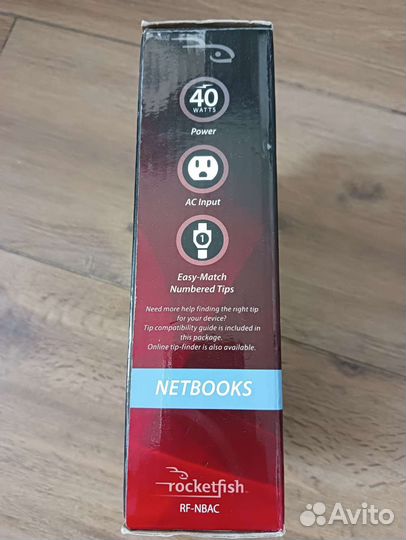 40
WATTS
Power
AC Input
1
Easy-Match
Numbered Tips
Need more help finding the right tip
for your device?
Tip compatibility guide is included in
this package.
Online tip-finder is also available.
NETBOOKS
rocketfish™
RF-NBAC
Avito